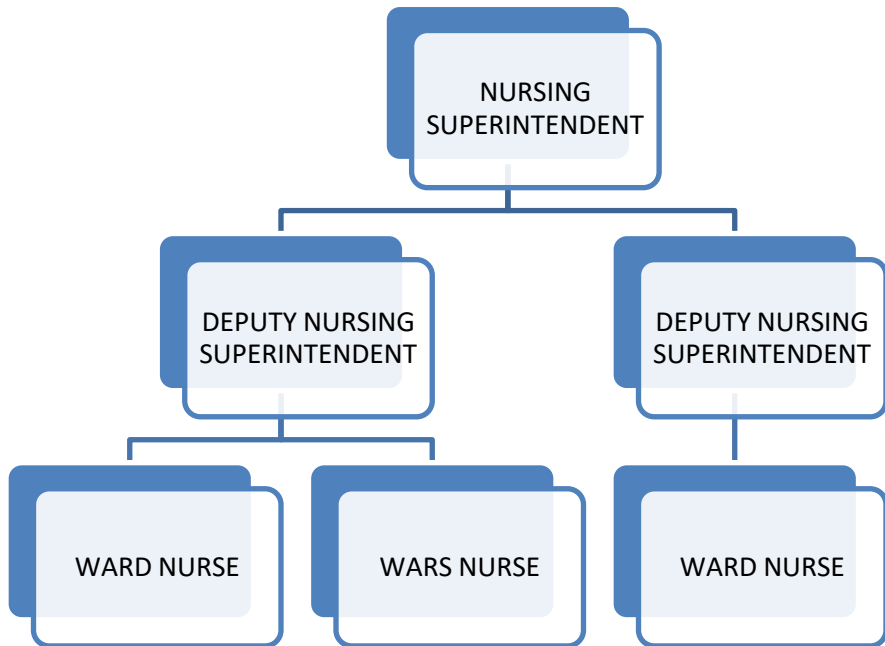 NURSING
SUPERINTENDENT
DEPUTY NURSING
SUPERINTENDENT
DEPUTY NURSING
SUPERINTENDENT
WARD NURSE
WARS NURSE
WARD NURSE